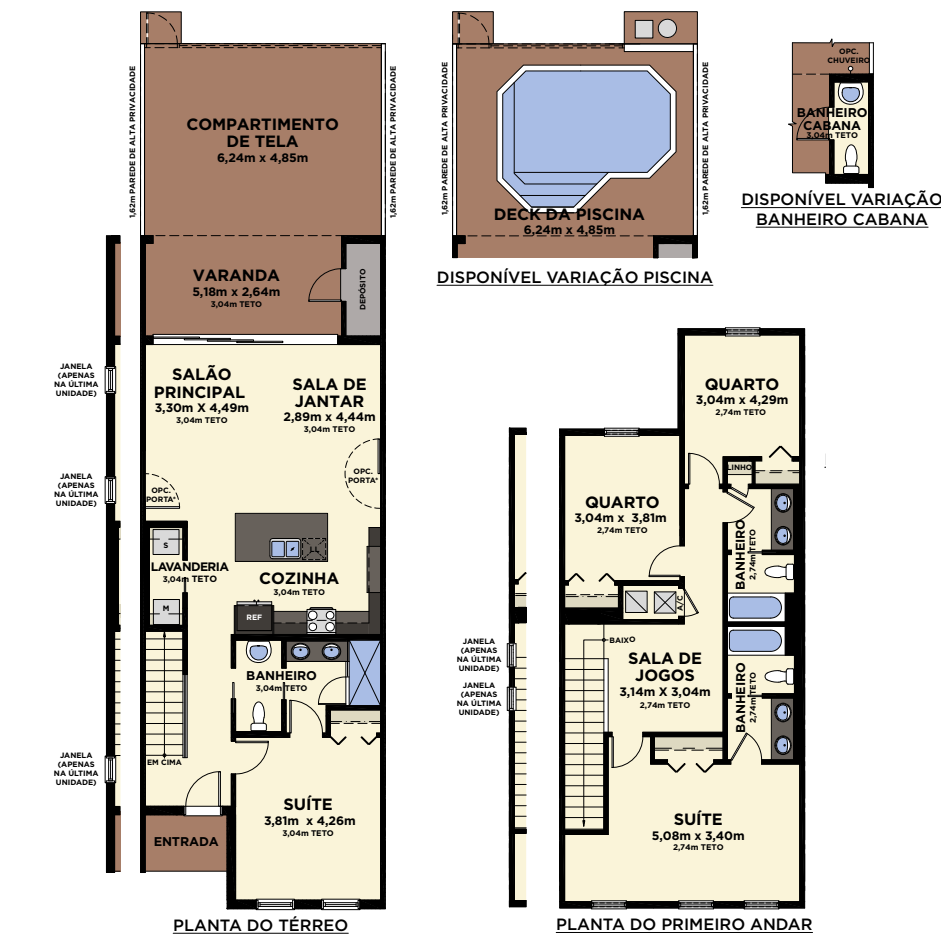 COMPARTIMENTO
DE TELA
6,24m x 4,85m
1,62m PAREDE DE ALTA PRIVACIDADE
1,62m PAREDE DE ALTA PRIVACIDADE
VARANDA
5,18m x 2,64m
3,04m TETO
DEPÓSITO
JANELA
(APENAS
NA ÚLTIMA
UNIDADE)
SALÃO
PRINCIPAL
3,30m X 4,49m
3,04m TETO
SALA DE
JANTAR
2,89m x 4,44m
3,04m TETO
JANELA
(APENAS
NA ÚLTIMA
UNIDADE)
OPC.
PORTA*
OPC.
PORTA*
S
LAVANDERIA
3,04m TETO
M
COZINHA
3,04m TETO
REF
BANHEIRO
3,04m TETO
EM CIMA
JANELA
(APENAS
NA ÚLTIMA
UNIDADE)
SUÍTE
3,81m x 4,26m
3,04m TETO
ENTRADA
PLANTA DO TÉRREO
1,62m PAREDE DE ALTA PRIVACIDADE
1,62m PAREDE DE ALTA PRIVACIDADE
DECK DA PISCINA
6,24m x 4,85m
DISPONÍVEL VARIAÇÃO PISCINA
OPC.
CHUVEIRO
BANHEIRO
CABANA
3,04m TETO
DISPONÍVEL VARIAÇÃO
BANHEIRO CABANA
QUARTO
3,04m x 4,29m
2,74m TETO
LINHO
QUARTO
3,04m x 3,81m
2,74m TETO
BANHEIRO
2,74m TETO
A/C
BAIXO
JANELA
(APENAS
NA ÚLTIMA
UNIDADE)
JANELA
(APENAS
NA ÚLTIMA
UNIDADE)
SALA DE
JOGOS
3,14m X 3,04m
2,74m TETO
BANHEIRO
2,74m TETO
SUÍTE
5,08m x 3,40m
2,74m TETO
PLANTA DO PRIMEIRO ANDAR